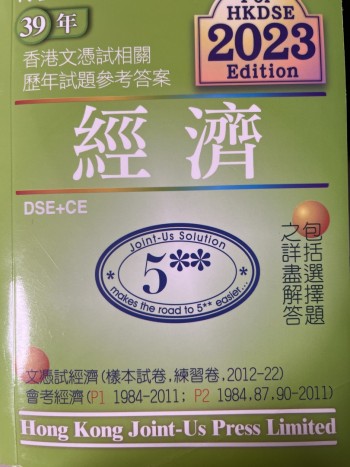 39年
For
HKDSE
2023
Edition
香港文憑試相關
歷年試題參考答案
經濟
DSE+CE
包括選擇題
之詳盡解答
Joint-Us Solution
5**
makes the road to 5** easier...
文憑試經濟(樣本試卷,練習卷,2012-22)
會考經濟(P1 1984-2011; P2 1984,87,90-2011)
Hong Kong Joint-Us Press Limited